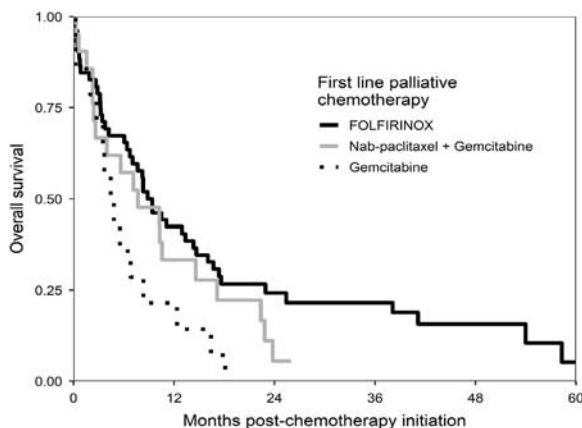 1.00
0.75
0.50
0.25
0.00
Overall survival
First line palliative
chemotherapy
FOLFIRINOX
Nab-paclitaxel + Gemcitabine
Gemcitabine
0 12 24 36 48 60
Months post-chemotherapy initiation